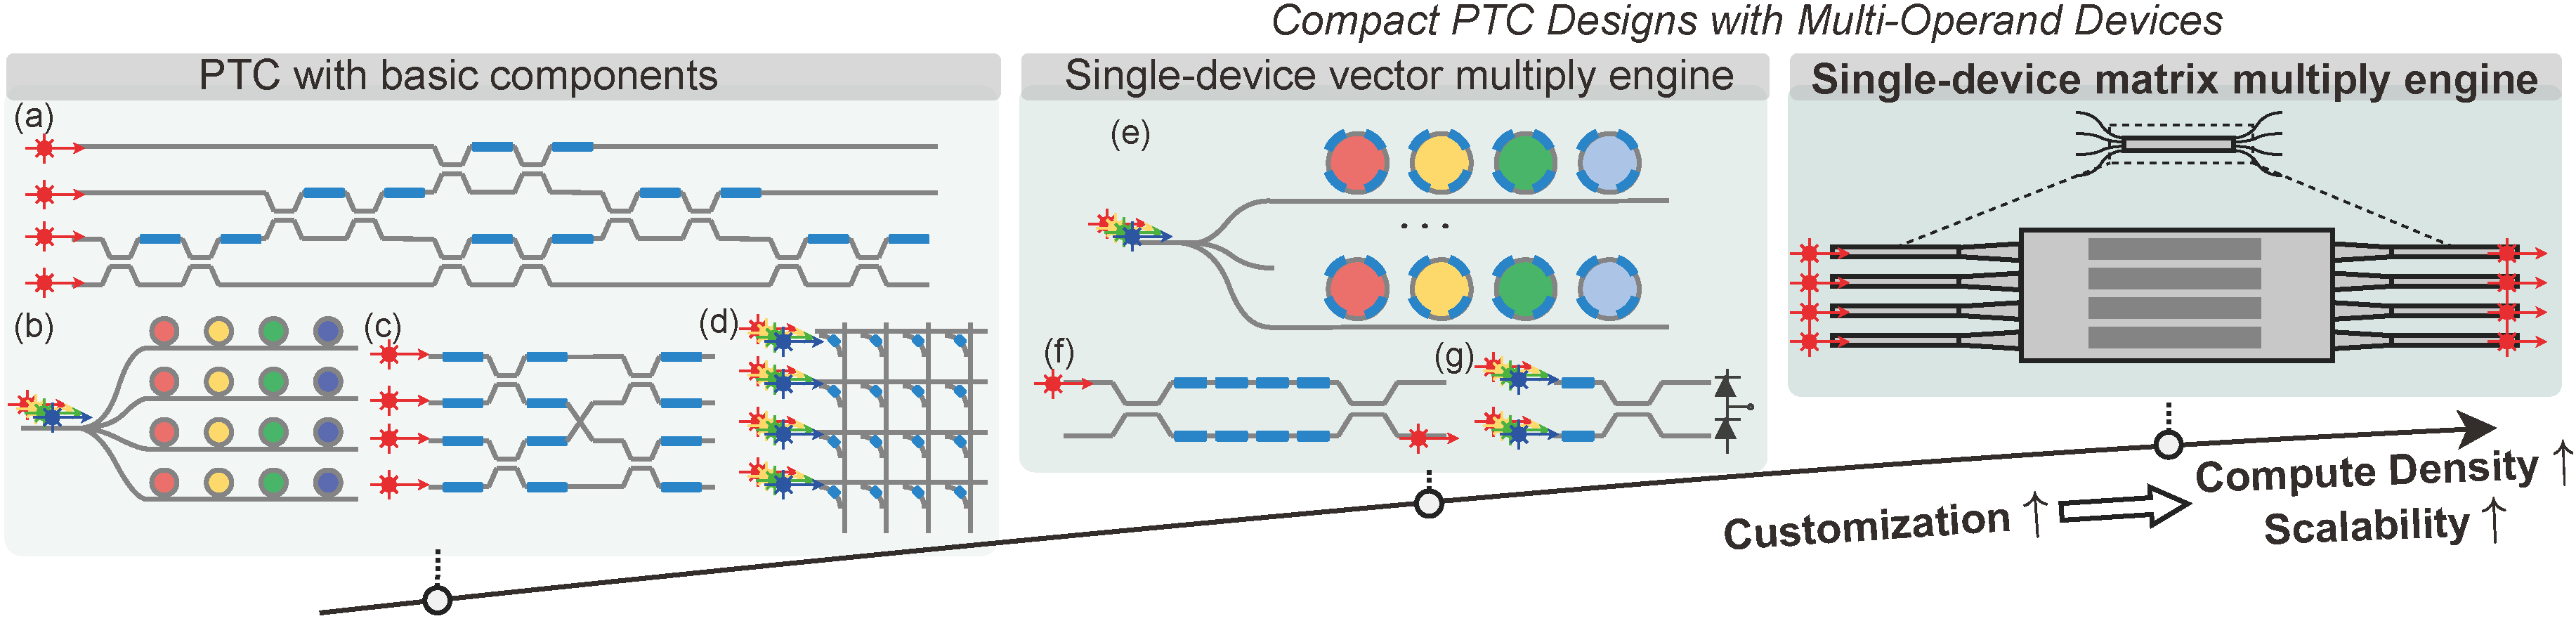 Compact PTC Designs with Multi-Operand Devices
PTC with basic components
Single-device vector multiply engine
Single-device matrix multiply engine
(a)
(b)
(c)
(d)
(e)
. . .
(f)
(g)
Customization ↑
Compute Density ↑
Scalability ↑